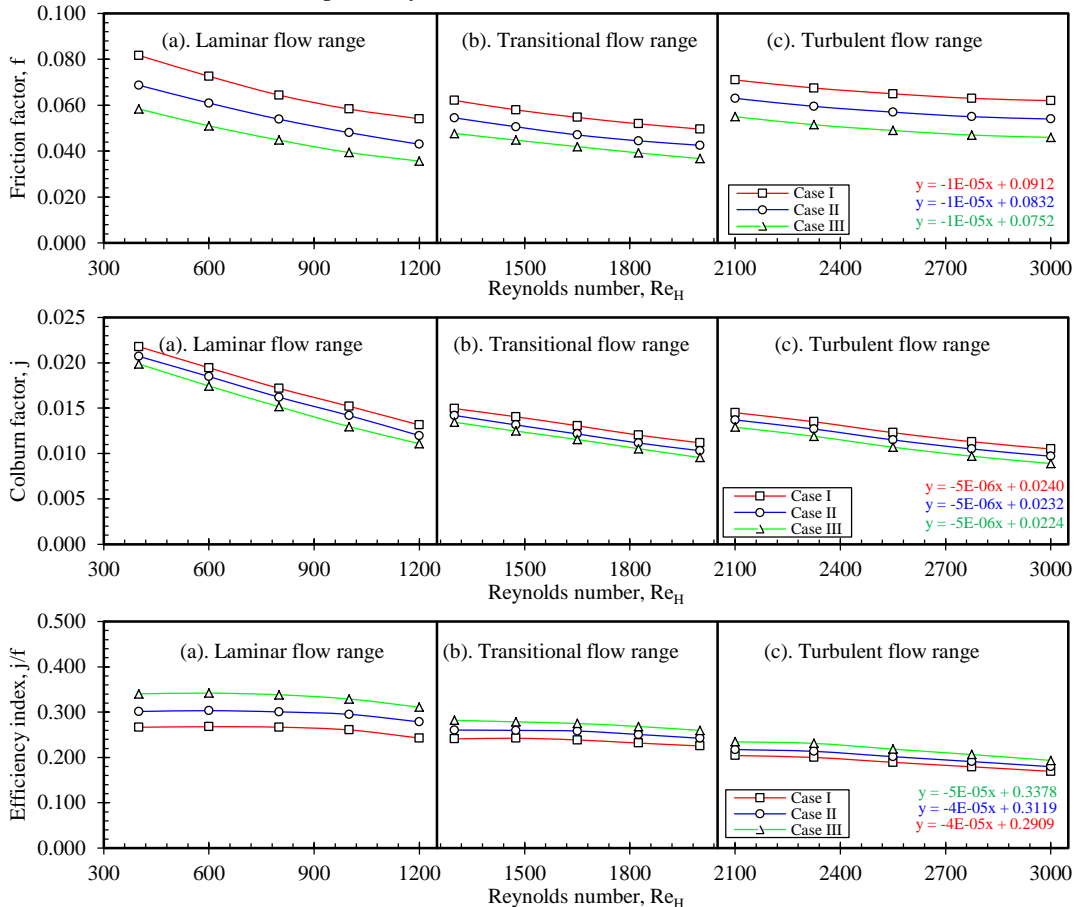 (a). Laminar flow range
(b). Transitional flow range
(c). Turbulent flow range
Friction factor, f
0.100
0.080
0.060
0.040
0.020
0.000
Case I
Case II
Case III
y = -1E-05x + 0.0912
y = -1E-05x + 0.0832
y = -1E-05x + 0.0752
300 600 900 1200 1500 1800 2100 2400 2700 3000
Reynolds number, Re_H
(a). Laminar flow range
(b). Transitional flow range
(c). Turbulent flow range
Colburn factor, j
0.025
0.020
0.015
0.010
0.005
0.000
Case I
Case II
Case III
y = -5E-06x + 0.0240
y = -5E-06x + 0.0232
y = -5E-06x + 0.0224
300 600 900 1200 1500 1800 2100 2400 2700 3000
Reynolds number, Re_H
(a). Laminar flow range
(b). Transitional flow range
(c). Turbulent flow range
Efficiency index, j/f
0.500
0.400
0.300
0.200
0.100
0.000
Case I
Case II
Case III
y = -5E-05x + 0.3378
y = -4E-05x + 0.3119
y = -4E-05x + 0.2909
300 600 900 1200 1500 1800 2100 2400 2700 3000
Reynolds number, Re_H